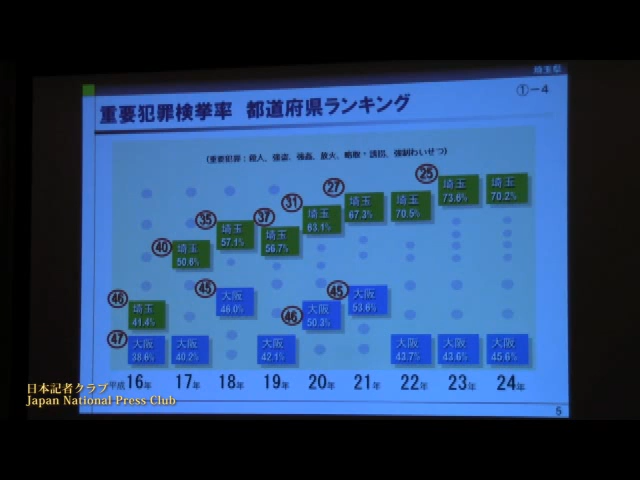 埼玉県
①-4
重要犯罪検挙率 都道府県ランキング
(重要犯罪:殺人、強盗、強姦、放火、略取・誘拐、強制わいせつ)
46 埼玉 41.4%
40 埼玉 50.6%
35 埼玉 57.1%
37 埼玉 56.7%
31 埼玉 63.1%
27 埼玉 67.3%
埼玉 70.5%
25 埼玉 73.6%
埼玉 70.2%
47 大阪 38.6%
大阪 40.2%
45 大阪 46.0%
大阪 42.1%
46 大阪 50.3%
45 大阪 53.6%
大阪 43.7%
大阪 43.6%
大阪 45.6%
平成 16年 17年 18年 19年 20年 21年 22年 23年 24年
5
日本記者クラブ
Japan National Press Club